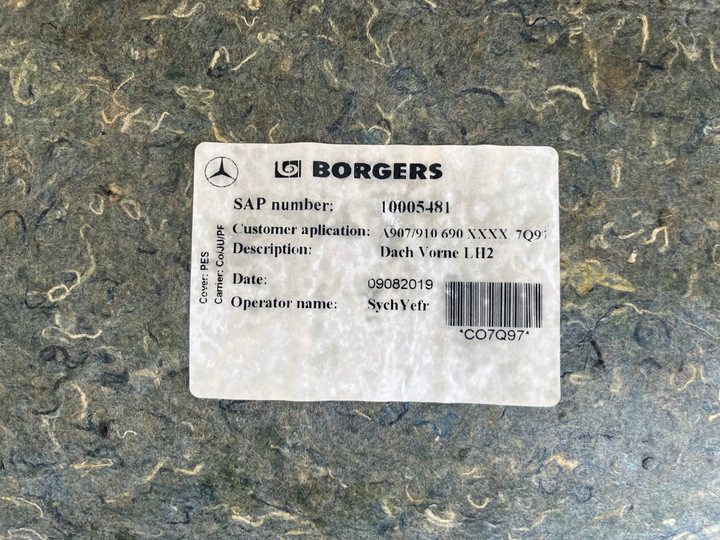 BORGERS
SAP number: 10005481
Customer aplication: A907/910 690 XXXX 7Q97
Description: Dach Vorne LH2
Date: 09082019
Operator name: SychYefr
*CO7Q97*
Cover: PES
Carrier: Co/JU/PF